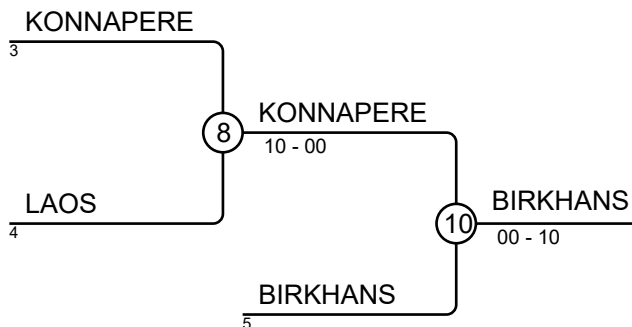 KONNAPERE
3
8
KONNAPERE
10 - 00
LAOS
4
10
BIRKHANS
00 - 10
BIRKHANS
5